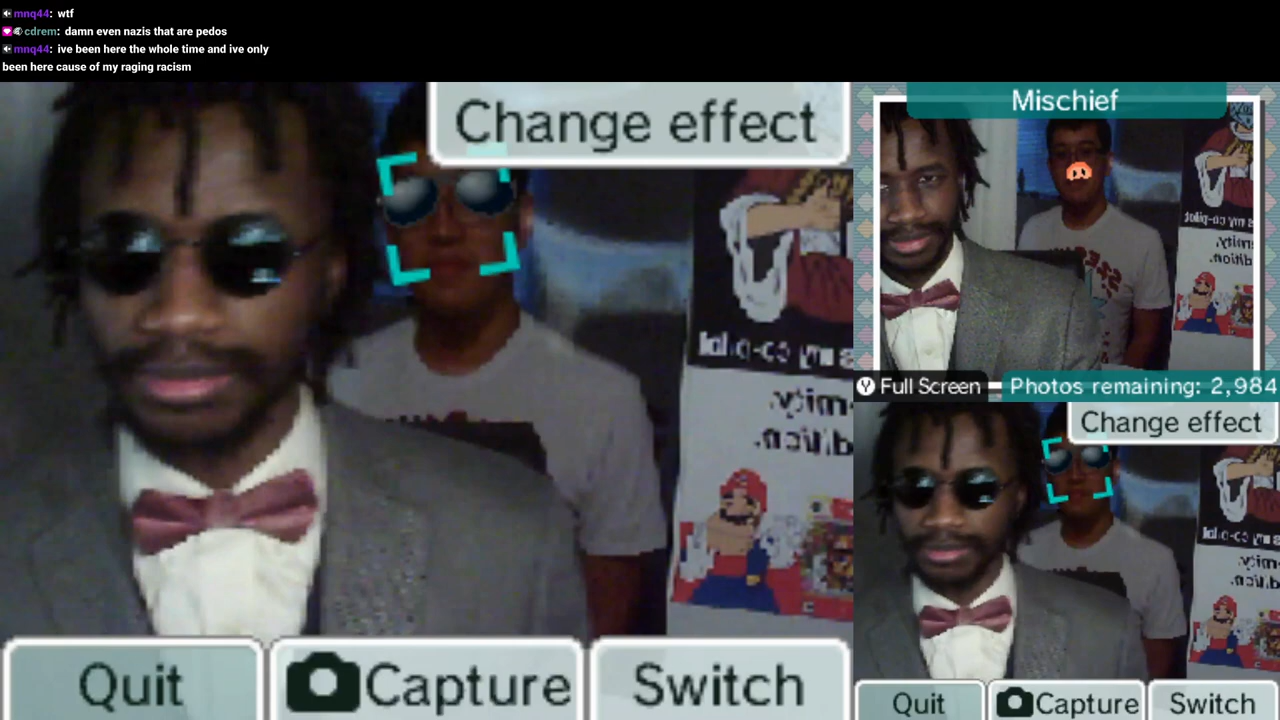 mnq44: wtf
cdrem: damn even nazis that are pedos
mnq44: ive been here the whole time and ive only
been here cause of my raging racism
Change effect
Quit
Capture
Switch
Mischief
Y Full Screen
Photos remaining: 2,984
Change effect
Quit
Capture
Switch